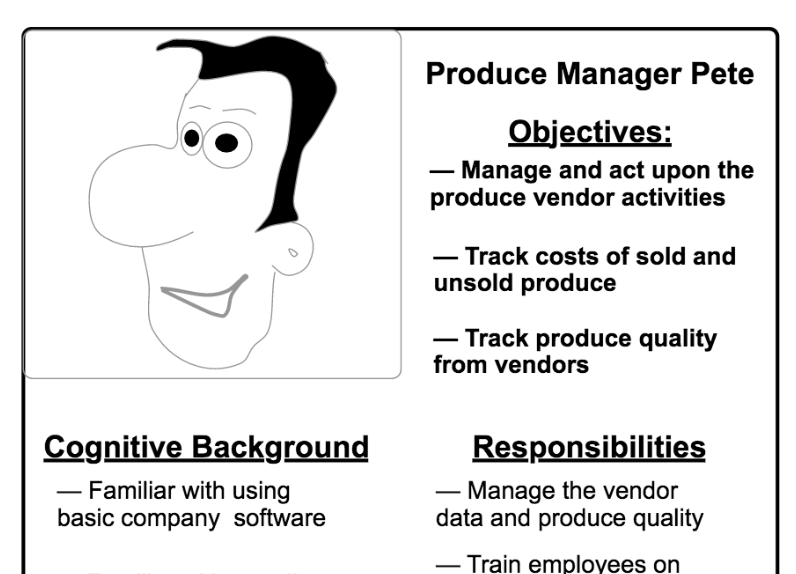 Produce Manager Pete
Objectives:
— Manage and act upon the
produce vendor activities
— Track costs of sold and
unsold produce
— Track produce quality
from vendors
Cognitive Background
— Familiar with using
basic company  software
Responsibilities
— Manage the vendor
data and produce quality
— Train employees on